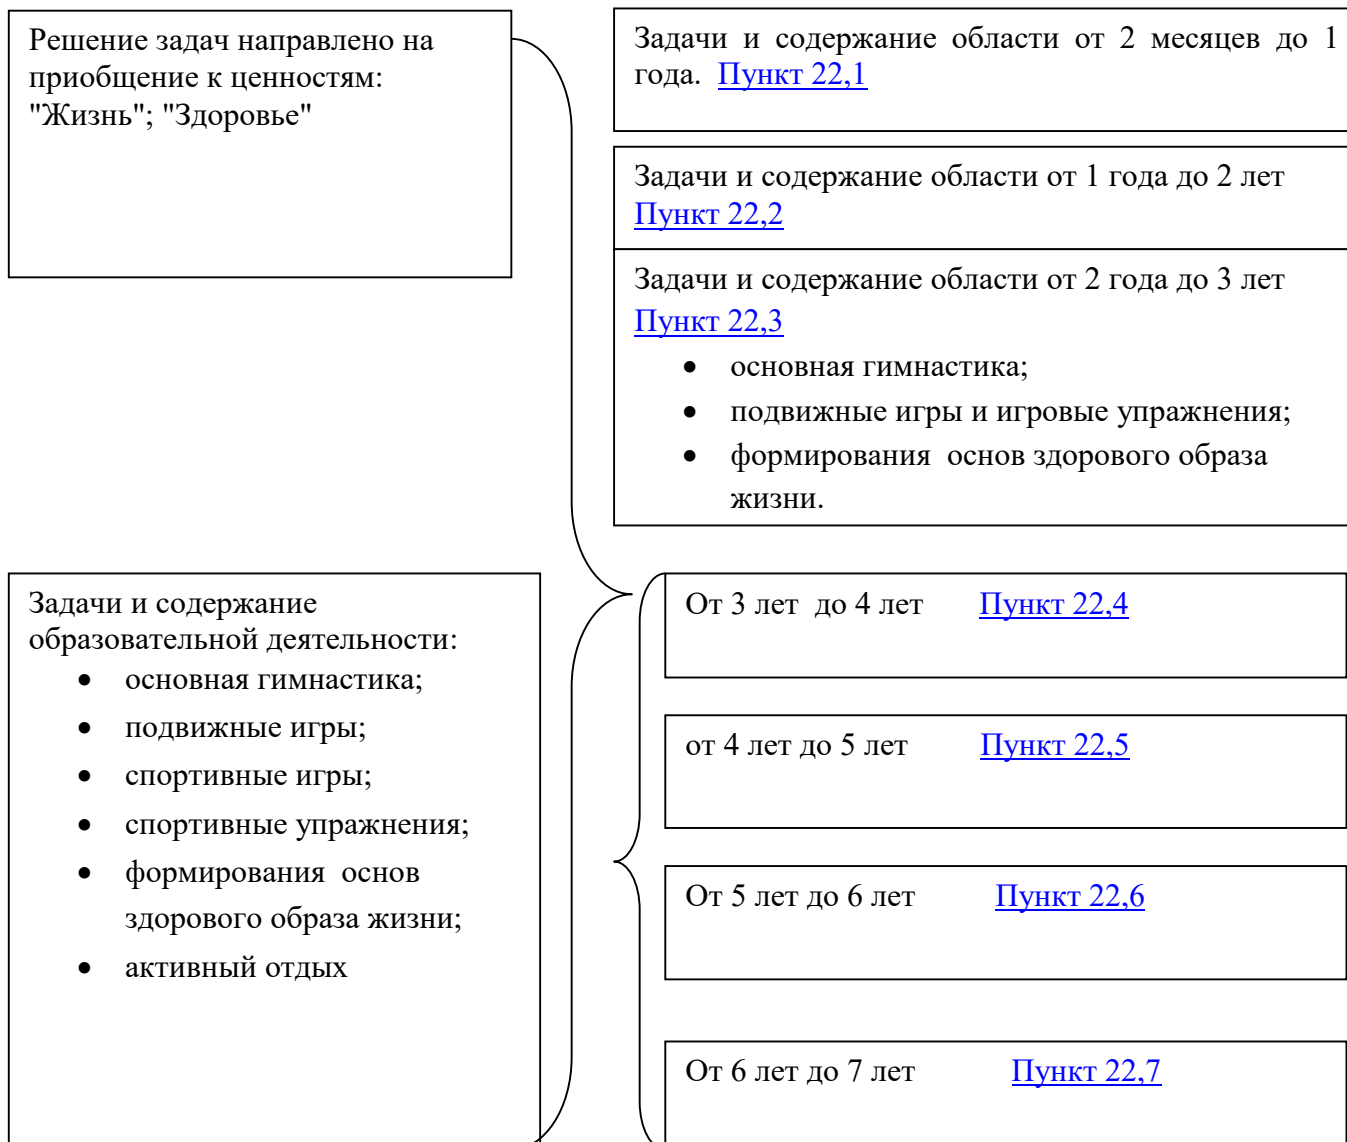 Решение задач направлено на
приобщение к ценностям:
"Жизнь"; "Здоровье"
Задачи и содержание области от 2 месяцев до 1
года. Пункт 22,1
Задачи и содержание области от 1 года до 2 лет
Пункт 22,2
Задачи и содержание области от 2 года до 3 лет
Пункт 22,3
• основная гимнастика;
• подвижные игры и игровые упражнения;
• формирования основ здорового образа
жизни.
Задачи и содержание
образовательной деятельности:
• основная гимнастика;
• подвижные игры;
• спортивные игры;
• спортивные упражнения;
• формирования основ
здорового образа жизни;
• активный отдых
От 3 лет до 4 лет Пункт 22,4
от 4 лет до 5 лет Пункт 22,5
От 5 лет до 6 лет Пункт 22,6
От 6 лет до 7 лет Пункт 22,7